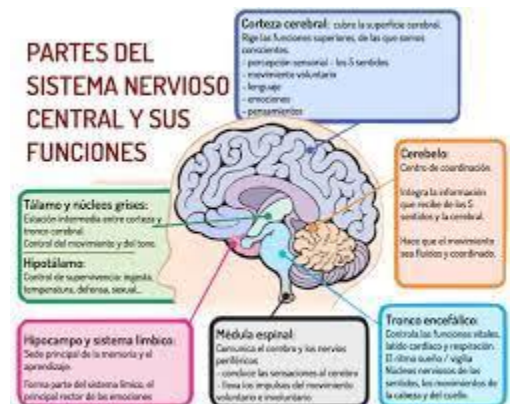 PARTES DEL
SISTEMA NERVIOSO
CENTRAL Y SUS
FUNCIONES
Corteza cerebral: cubre la superficie cerebral.
Rige las funciones superiores, de las que somos
conscientes.
- percepción sensorial - los 5 sentidos
- movimiento voluntario
- lenguaje
- emociones
- pensamientos
Cerebelo:
Centro de coordinación.
Integra la información
que recibe de los 5
sentidos y la cerebral.
Hace que el movimiento
sea fluidos y coordinado.
Tálamo y núcleos grises:
Estación intermedia entre corteza y
tronco cerebral.
Control del movimiento y del tono.
Hipotálamo:
Control de supervivencia: ingesta,
temperatura, defensa, sexual...
Hipocampo y sistema límbico:
Sede principal de la memoria y el
aprendizaje.
Forma parte del sistema límico, el
principal rector de las emociones
Médula espinal:
Comunica el cerebro y los nervios
periféricos.
- conduce las sensaciones al cerebro
- lleva los impulsos del movimiento
voluntario e involuntario
Tronco encefálico:
Controla las funciones vitales,
latido cardíaco y respiración.
El ritmo sueño / vigilia
Núcleos nerviosos de los
sentidos, los movimientos de
la cabeza y del cuello.